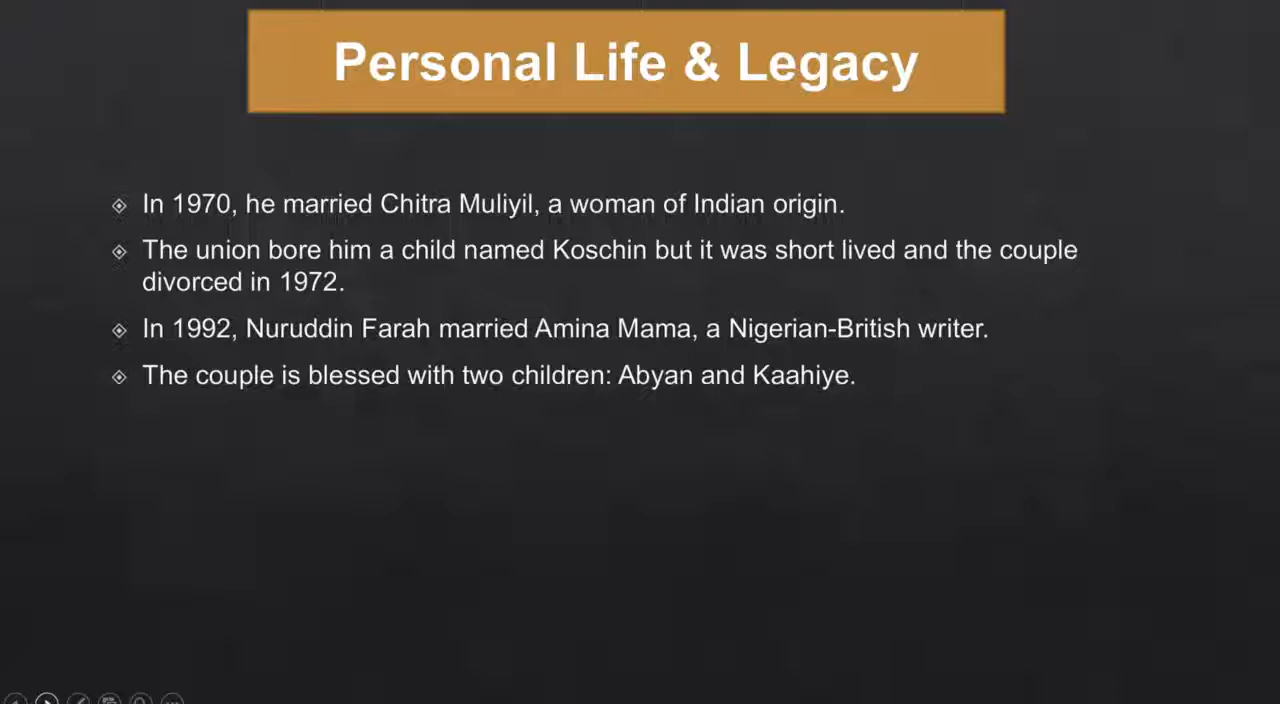 Personal Life & Legacy
In 1970, he married Chitra Muliyil, a woman of Indian origin.
The union bore him a child named Koschin but it was short lived and the couple
divorced in 1972.
In 1992, Nuruddin Farah married Amina Mama, a Nigerian-British writer.
The couple is blessed with two children: Abyan and Kaahiye.